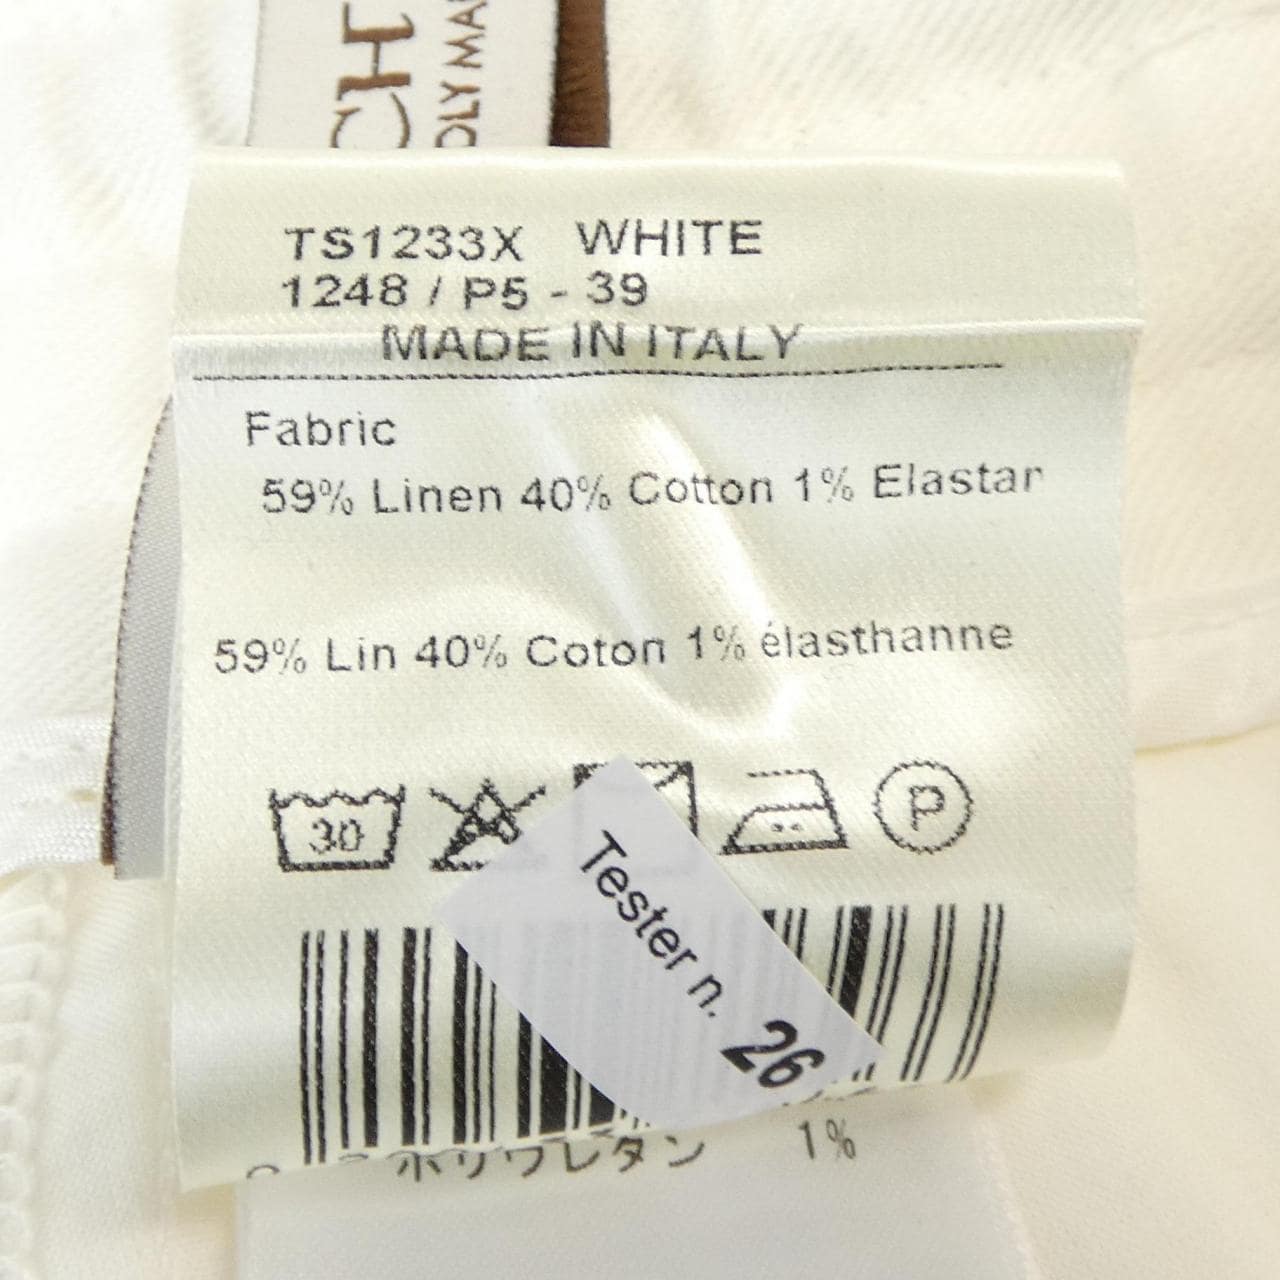 CH
OLY MA
TS1233X WHITE
1248 / P5 - 39
MADE IN ITALY
Fabric
59% Linen 40% Cotton 1% Elastan
59% Lin 40% Coton 1% élasthanne
30
P
Tester n. 26
ポリウレタン 1%